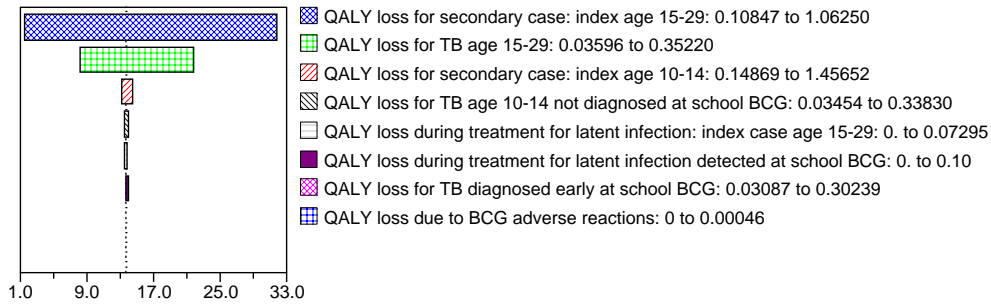 QALY loss for secondary case: index age 15-29: 0.10847 to 1.06250
QALY loss for TB age 15-29: 0.03596 to 0.35220
QALY loss for secondary case: index age 10-14: 0.14869 to 1.45652
QALY loss for TB age 10-14 not diagnosed at school BCG: 0.03454 to 0.33830
QALY loss during treatment for latent infection: index case age 15-29: 0. to 0.07295
QALY loss during treatment for latent infection detected at school BCG: 0. to 0.10
QALY loss for TB diagnosed early at school BCG: 0.03087 to 0.30239
QALY loss due to BCG adverse reactions: 0 to 0.00046
1.0 9.0 17.0 25.0 33.0